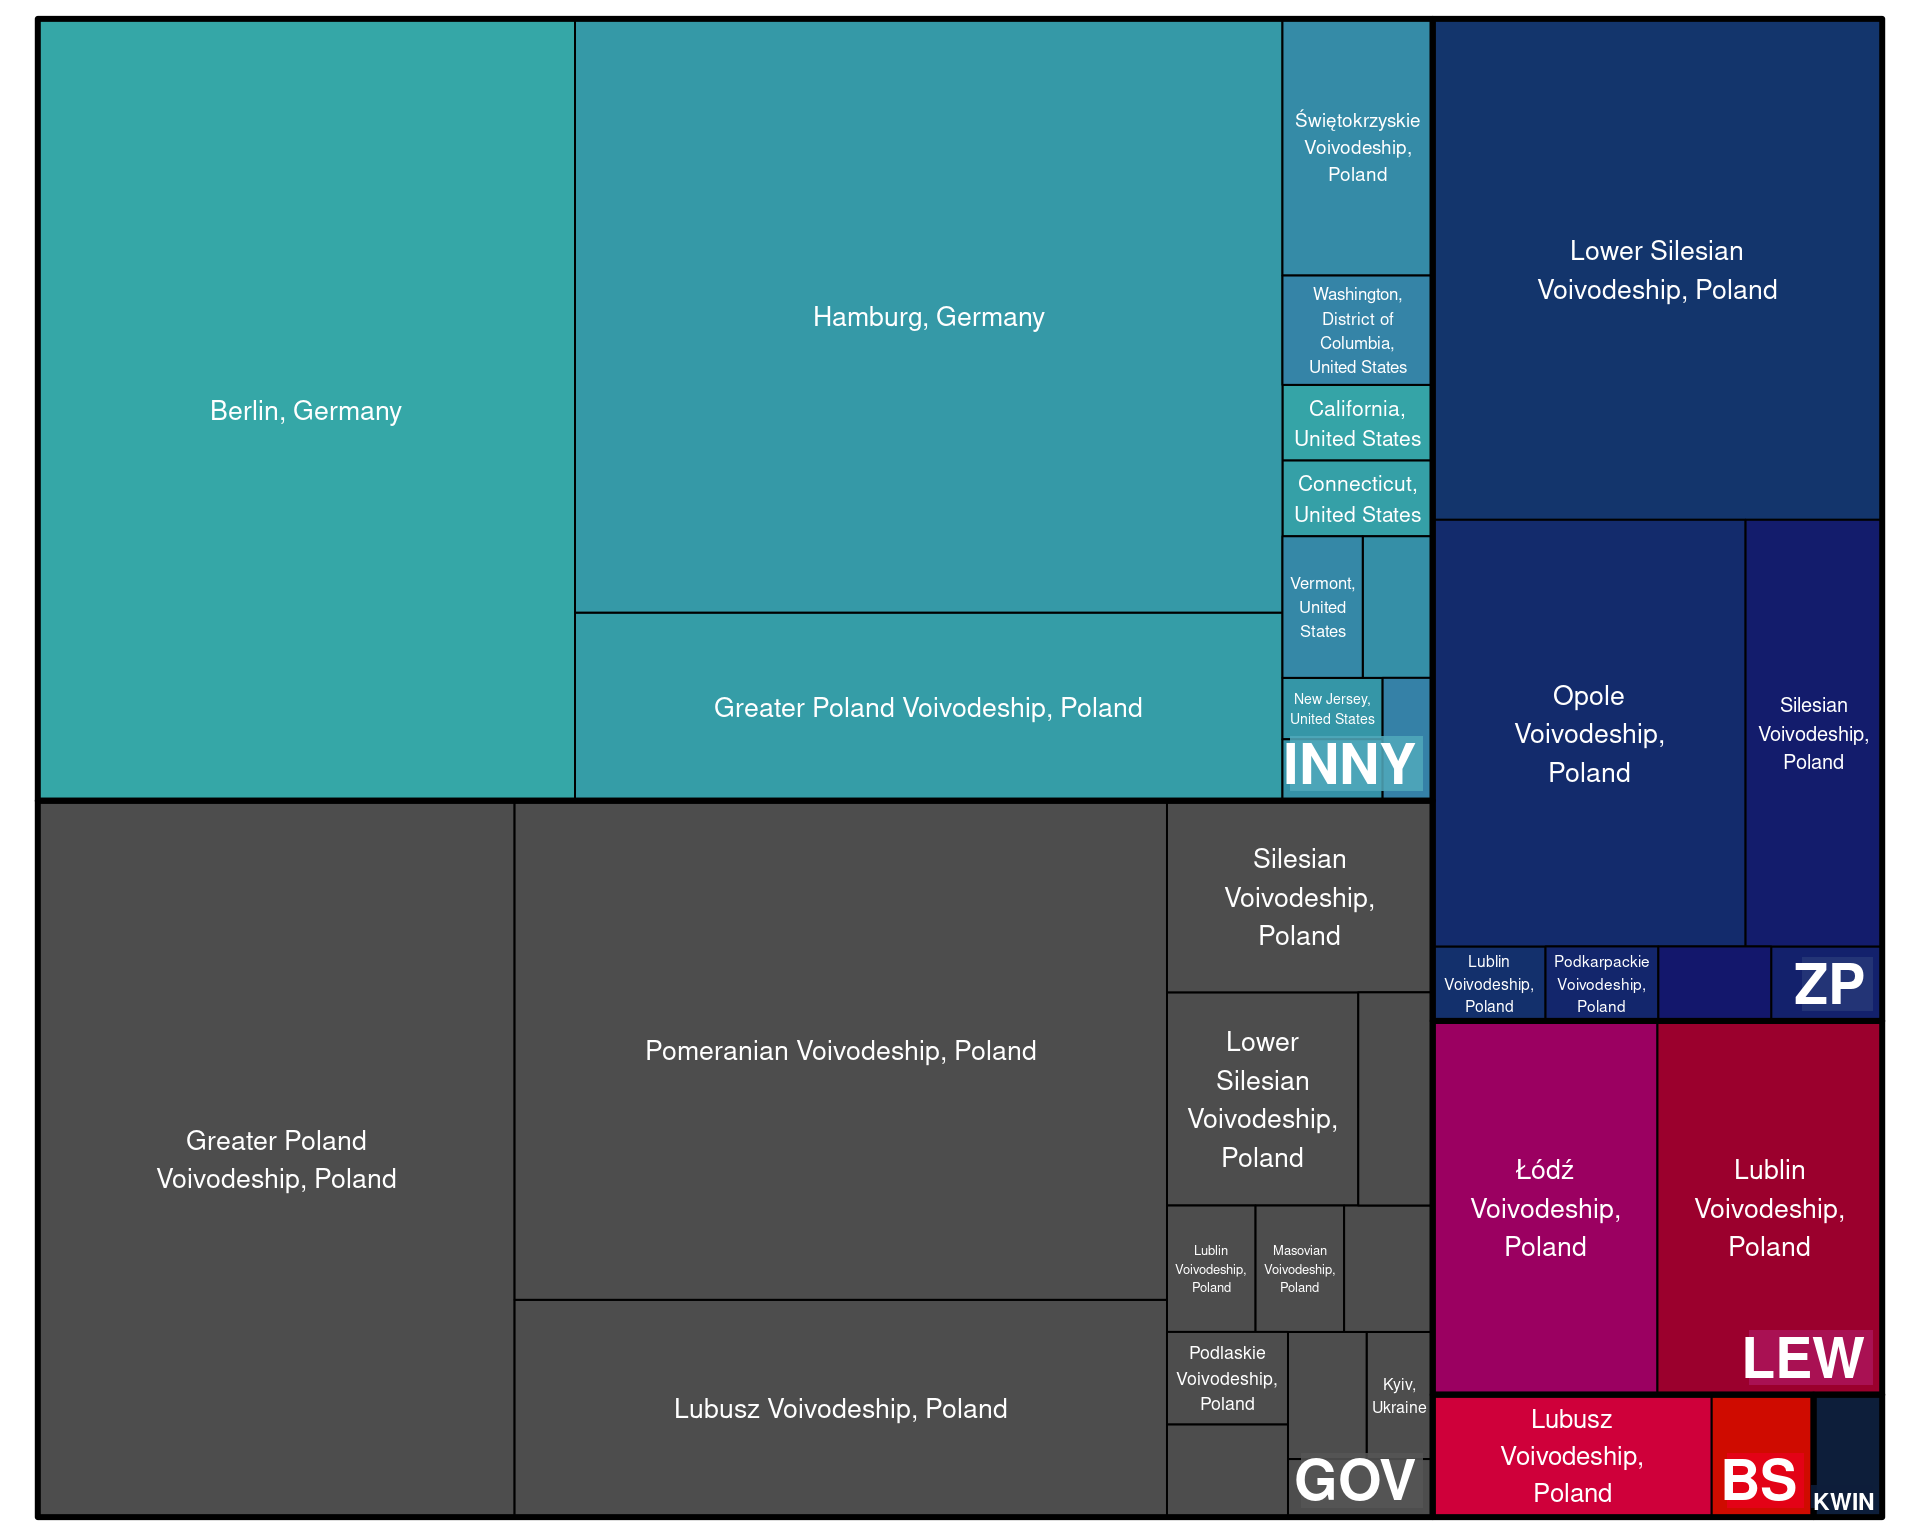 Berlin, Germany
Hamburg, Germany
Greater Poland Voivodeship, Poland
Świętokrzyskie
Voivodeship,
Poland
Washington,
District of
Columbia,
United States
California,
United States
Connecticut,
United States
Vermont,
United
States
New Jersey,
United States
INNY
Greater Poland
Voivodeship, Poland
Pomeranian Voivodeship, Poland
Lubusz Voivodeship, Poland
Silesian
Voivodeship,
Poland
Lower
Silesian
Voivodeship,
Poland
Lublin
Voivodeship,
Poland
Masovian
Voivodeship,
Poland
Podlaskie
Voivodeship,
Poland
Kyiv,
Ukraine
GOV
Lower Silesian
Voivodeship, Poland
Opole
Voivodeship,
Poland
Silesian
Voivodeship,
Poland
Lublin
Voivodeship,
Poland
Podkarpackie
Voivodeship,
Poland
ZP
Łódź
Voivodeship,
Poland
Lublin
Voivodeship,
Poland
LEW
Lubusz
Voivodeship,
Poland
BS
KWIN